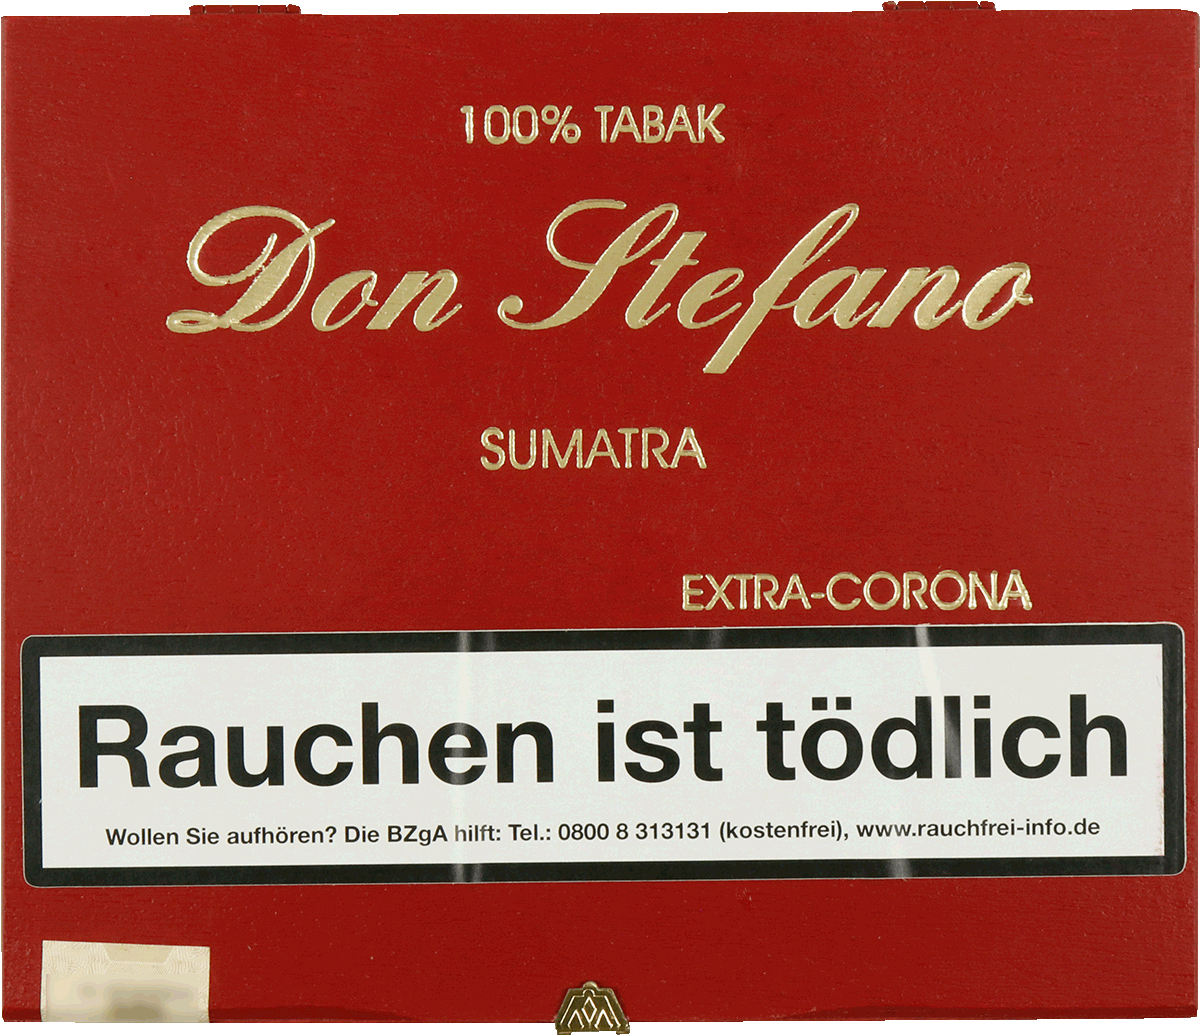 100% TABAK
Don Stefano
SUMATRA
EXTRA-CORONA
Rauchen ist tödlich
Wollen Sie aufhören? Die BZgA hilft: Tel.: 0800 8 313131 (kostenfrei), www.rauchfrei-info.de